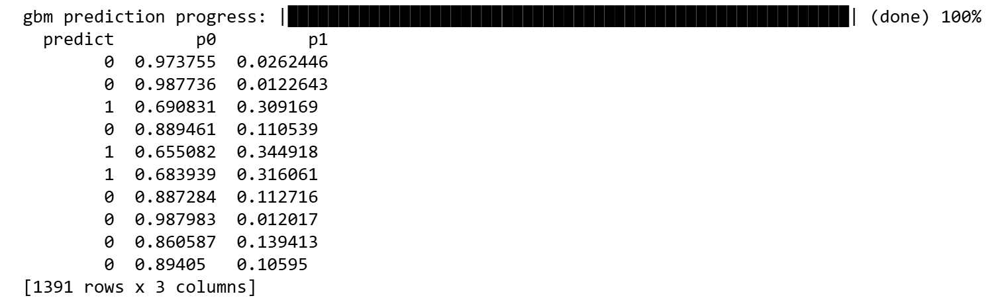 gbm prediction progress: |███████████████████████████████████████████████████████| (done) 100%
predict p0 p1
0 0.973755 0.0262446
0 0.987736 0.0122643
1 0.690831 0.309169
0 0.889461 0.110539
1 0.655082 0.344918
1 0.683939 0.316061
0 0.887284 0.112716
0 0.987983 0.012017
0 0.860587 0.139413
0 0.89405 0.10595
[1391 rows x 3 columns]